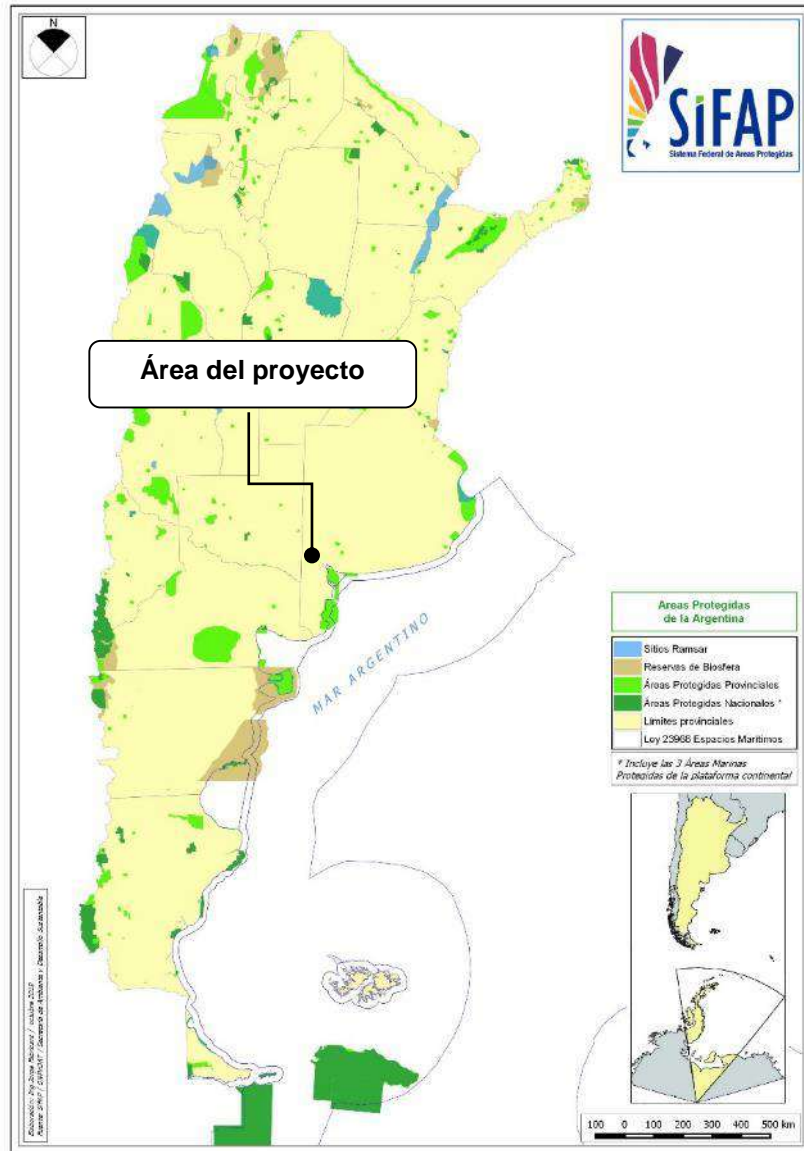 N
SiFAP
Sistema Federal de Areas Protegidas
Área del proyecto
MAR ARGENTINO
Areas Protegidas
de la Argentina
Sitios Ramsar
Reservas de Biosfera
Áreas Protegidas Provinciales
Áreas Protegidas Nacionales *
Límites provinciales
Ley 23968 Espacios Marítimos
* Incluye las 3 Áreas Marinas
Protegidas de la plataforma continental
100 0 100 200 300 400 500 km